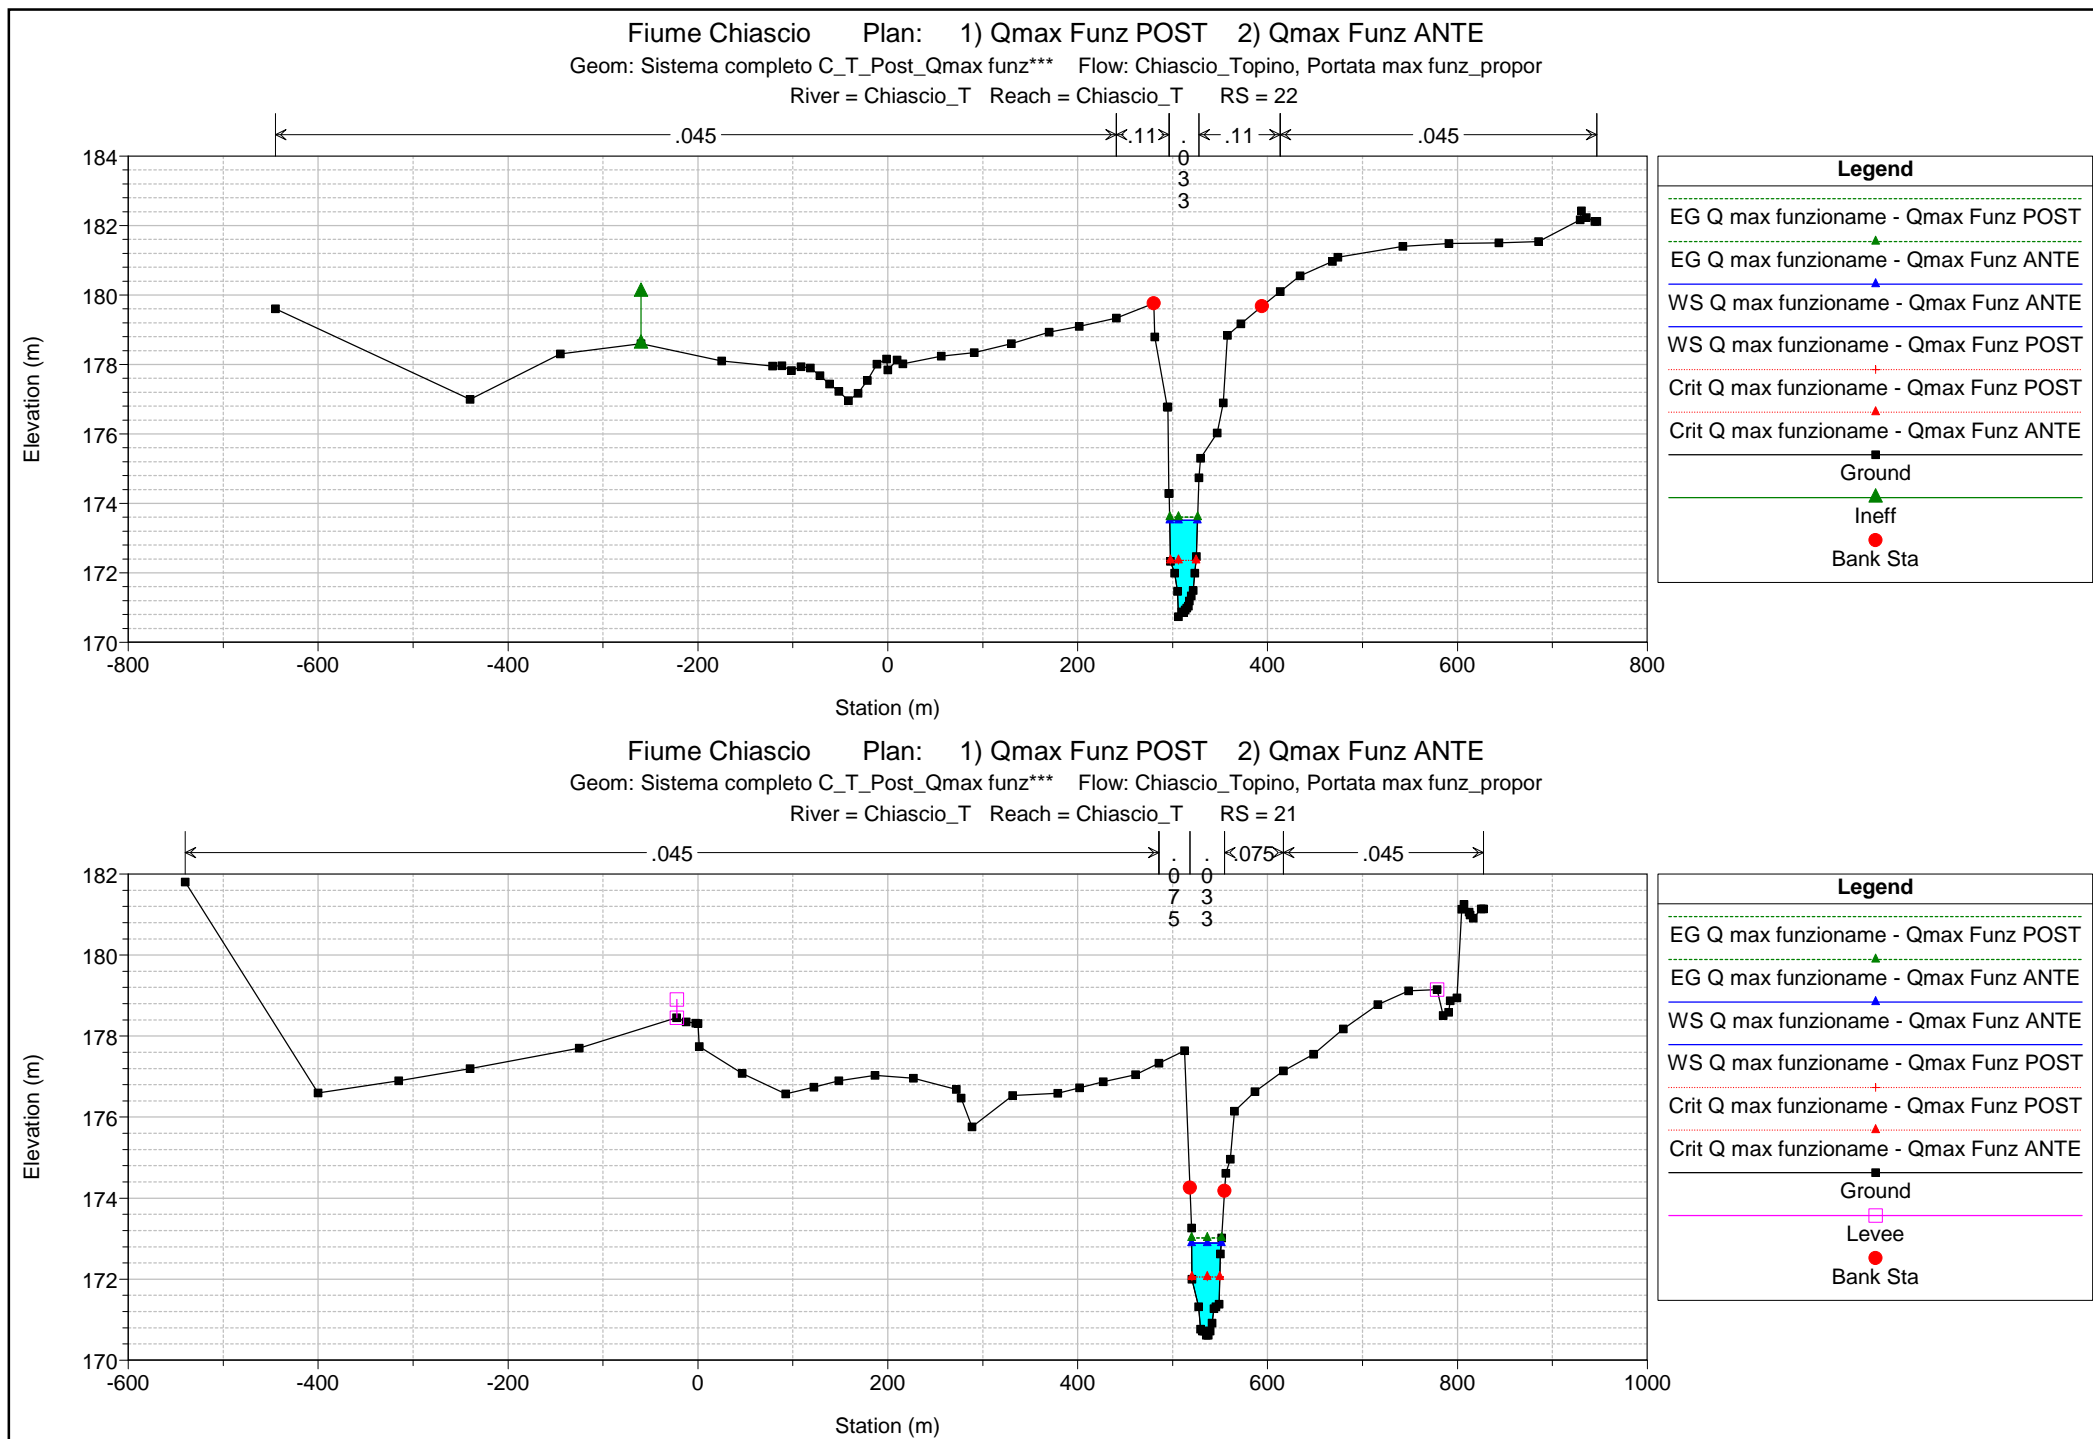 Fiume Chiascio Plan: 1) Qmax Funz POST 2) Qmax Funz ANTE
Geom: Sistema completo C_T_Post_Qmax funz*** Flow: Chiascio_Topino, Portata max funz_propor
River = Chiascio_T Reach = Chiascio_T RS = 22
.045 .11 .033 .11 .045
184
182
180
178
176
174
172
170
Elevation (m)
-800 -600 -400 -200 0 200 400 600 800
Station (m)
Legend
EG Q max funzioname - Qmax Funz POST
EG Q max funzioname - Qmax Funz ANTE
WS Q max funzioname - Qmax Funz ANTE
WS Q max funzioname - Qmax Funz POST
Crit Q max funzioname - Qmax Funz POST
Crit Q max funzioname - Qmax Funz ANTE
Ground
Ineff
Bank Sta
Fiume Chiascio Plan: 1) Qmax Funz POST 2) Qmax Funz ANTE
Geom: Sistema completo C_T_Post_Qmax funz*** Flow: Chiascio_Topino, Portata max funz_propor
River = Chiascio_T Reach = Chiascio_T RS = 21
.045 .075 .033 .075 .045
182
180
178
176
174
172
170
Elevation (m)
-600 -400 -200 0 200 400 600 800 1000
Station (m)
Legend
EG Q max funzioname - Qmax Funz POST
EG Q max funzioname - Qmax Funz ANTE
WS Q max funzioname - Qmax Funz ANTE
WS Q max funzioname - Qmax Funz POST
Crit Q max funzioname - Qmax Funz POST
Crit Q max funzioname - Qmax Funz ANTE
Ground
Levee
Bank Sta